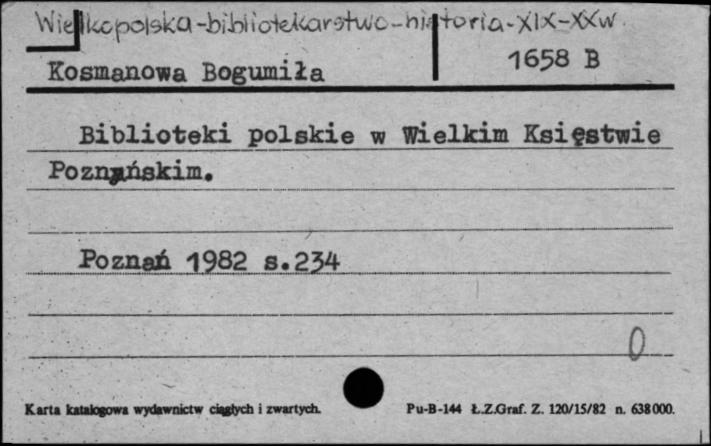 Wielkopolska-bibliotekarstwo-historia-XIX-XXw.
Kosmanowa Bogumiła
1658 B
Biblioteki polskie w Wielkim Księstwie
Poznańskim.
Poznań 1982 s.234
0
Karta katalogowa wydawnictw ciągłych i zwartych. Pu-B-144 Ł.Z.Graf. Z. 120/15/82 n. 638000.